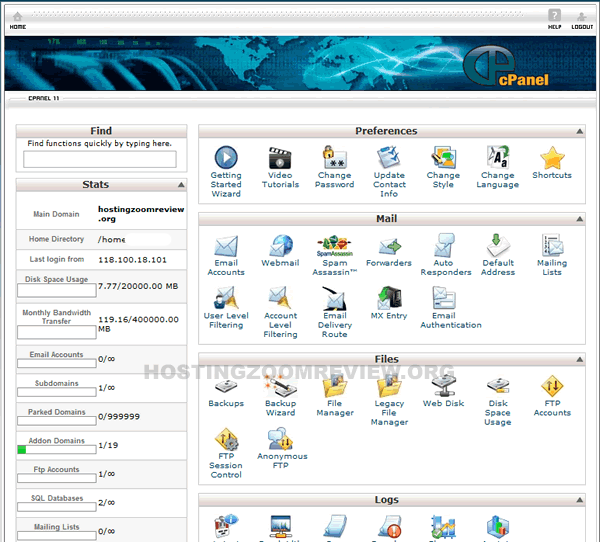 HOME
HELP
LOGOUT
cPanel
CPANEL 11
Find
Find functions quickly by typing here.
Stats
Main Domain
hostingzoomreview
.org
Home Directory
/home
Last login from
118.100.18.101
Disk Space Usage
7.77/20000.00 MB
Monthly Bandwidth
Transfer
119.16/400000.00
MB
Email Accounts
0/∞
Subdomains
1/∞
Parked Domains
0/999999
Addon Domains
1/19
Ftp Accounts
1/∞
SQL Databases
2/∞
Mailing Lists
0/∞
Preferences
Getting
Started
Wizard
Video
Tutorials
Change
Password
Update
Contact
Info
Change
Style
Change
Language
Shortcuts
Mail
Email
Accounts
Webmail
SpamAssassin
Spam
Assassin™
Forwarders
Auto
Responders
Default
Address
Mailing
Lists
User Level
Filtering
Account
Level
Filtering
Email
Delivery
Route
MX Entry
Email
Authentication
HOSTINGZOOMREVIEW.ORG
Files
Backups
Backup
Wizard
File
Manager
Legacy
File
Manager
Web Disk
Disk
Space
Usage
FTP
Accounts
FTP
Session
Control
Anonymous
FTP
Logs